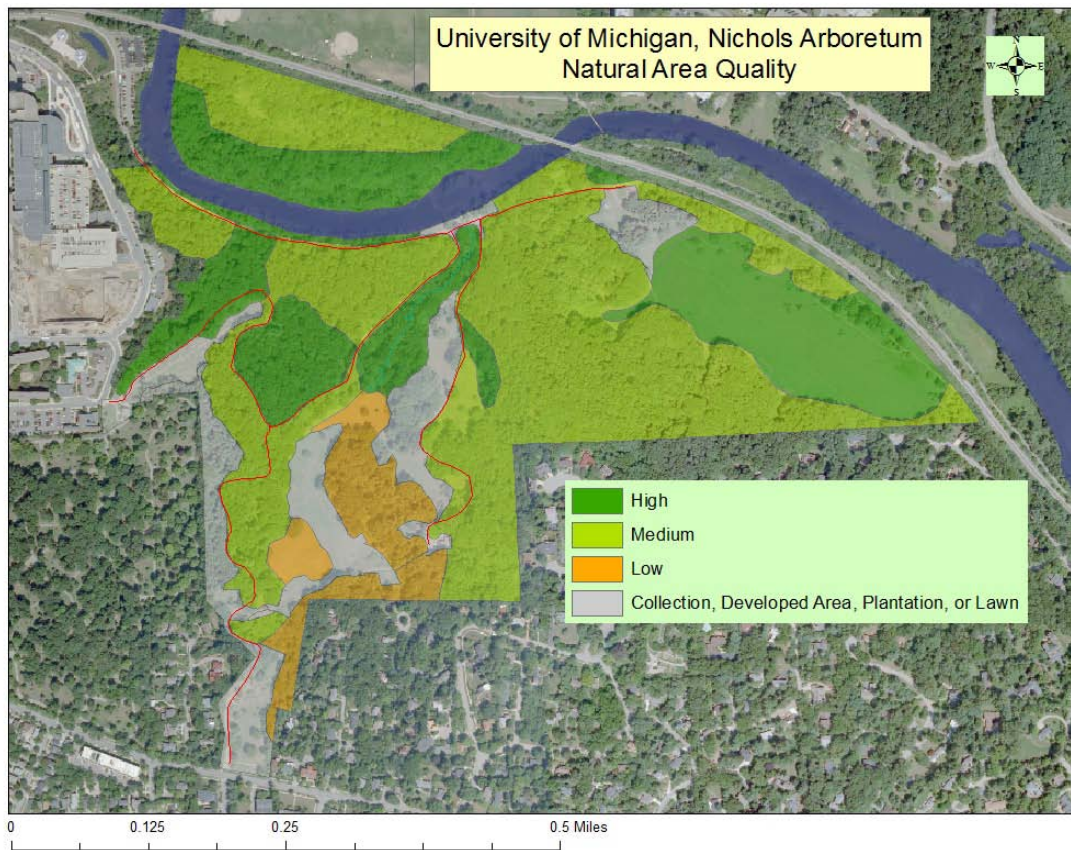 University of Michigan, Nichols Arboretum
Natural Area Quality
N
W E
S
High
Medium
Low
Collection, Developed Area, Plantation, or Lawn
0 0.125 0.25 0.5 Miles